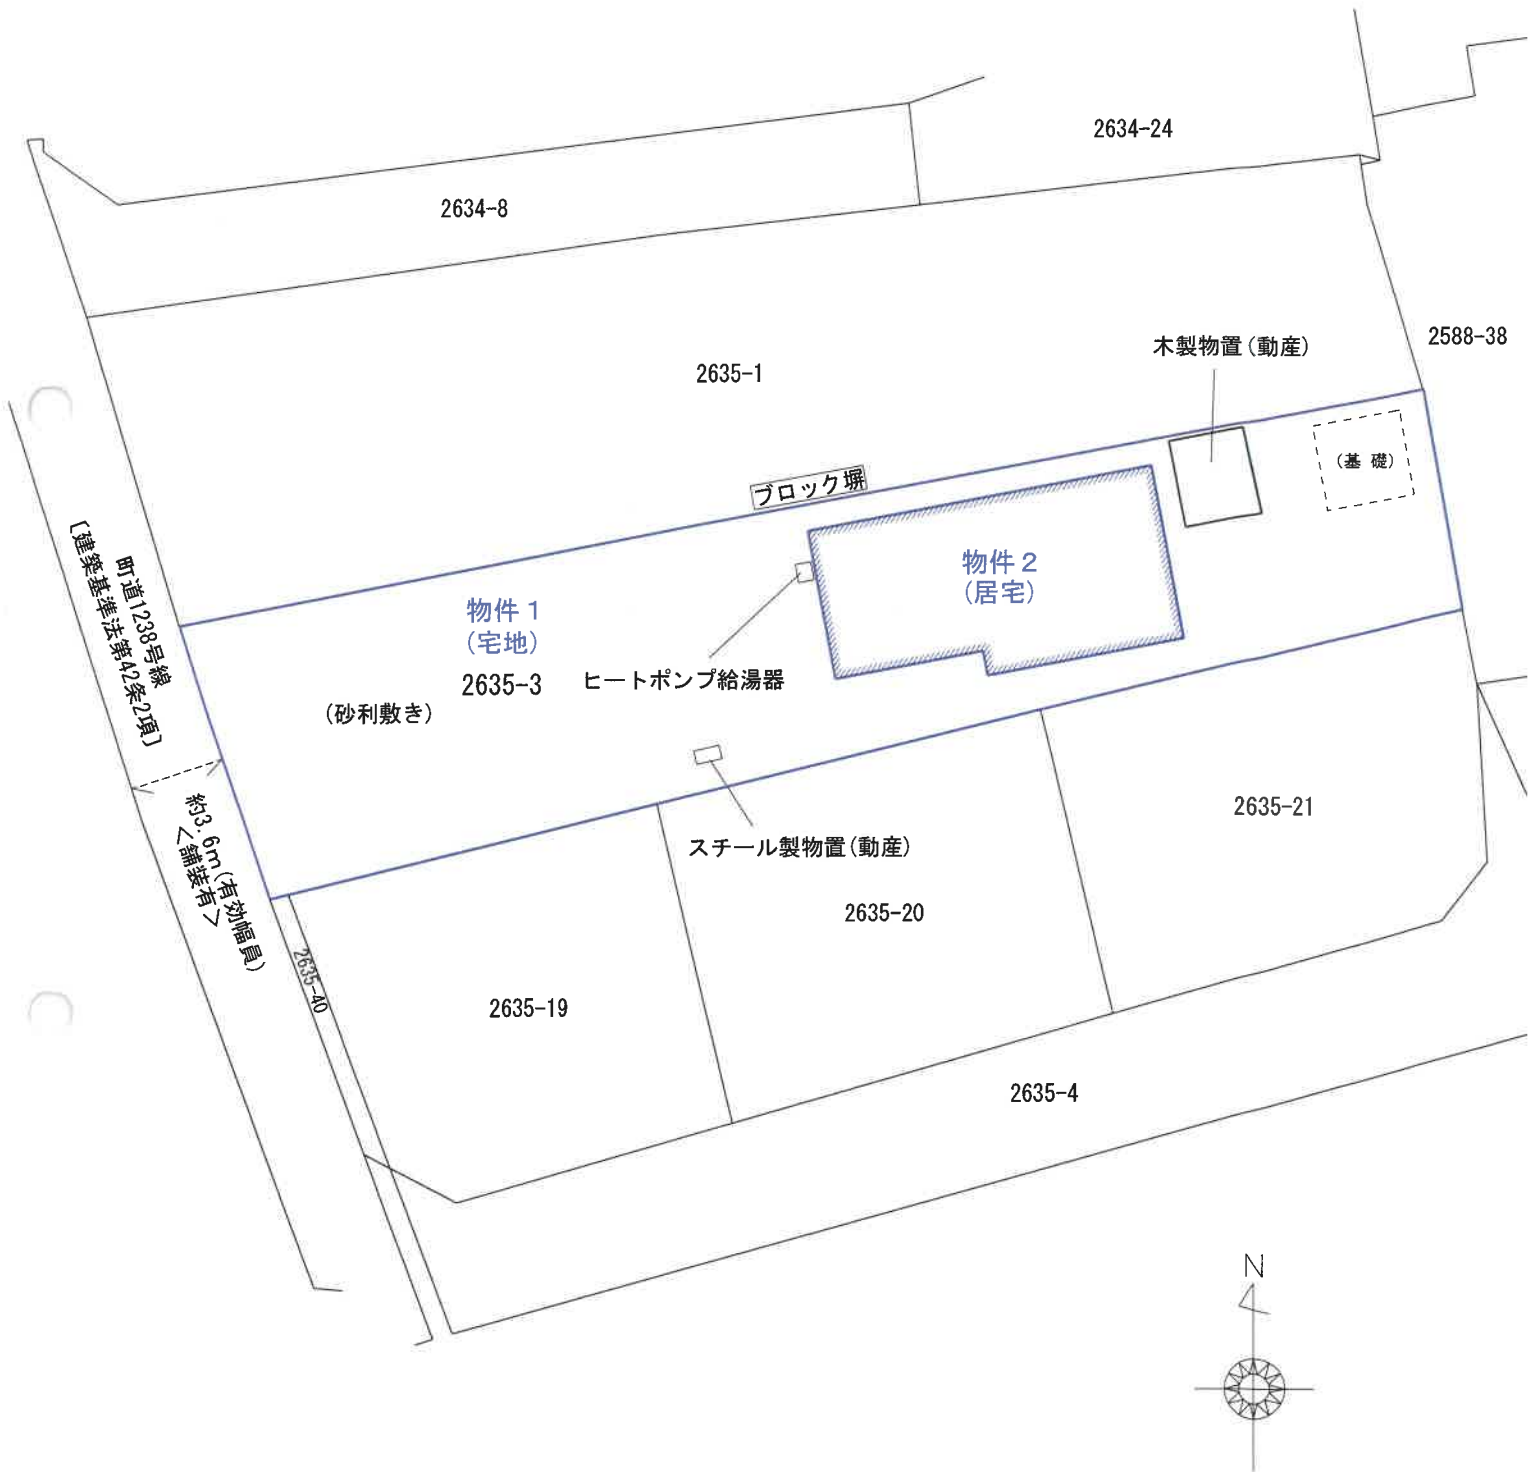 2634-24
2634-8
2588-38
木製物置(動産)
2635-1
(基 礎)
ブロック塀
物件2
(居宅)
物件1
(宅地)
2635-3
ヒートポンプ給湯器
(砂利敷き)
町道1238号線
[建築基準法第42条2項]
約3.6m(有効幅員)
<舗装有>
スチール製物置(動産)
2635-21
2635-20
2635-40
2635-19
2635-4
N